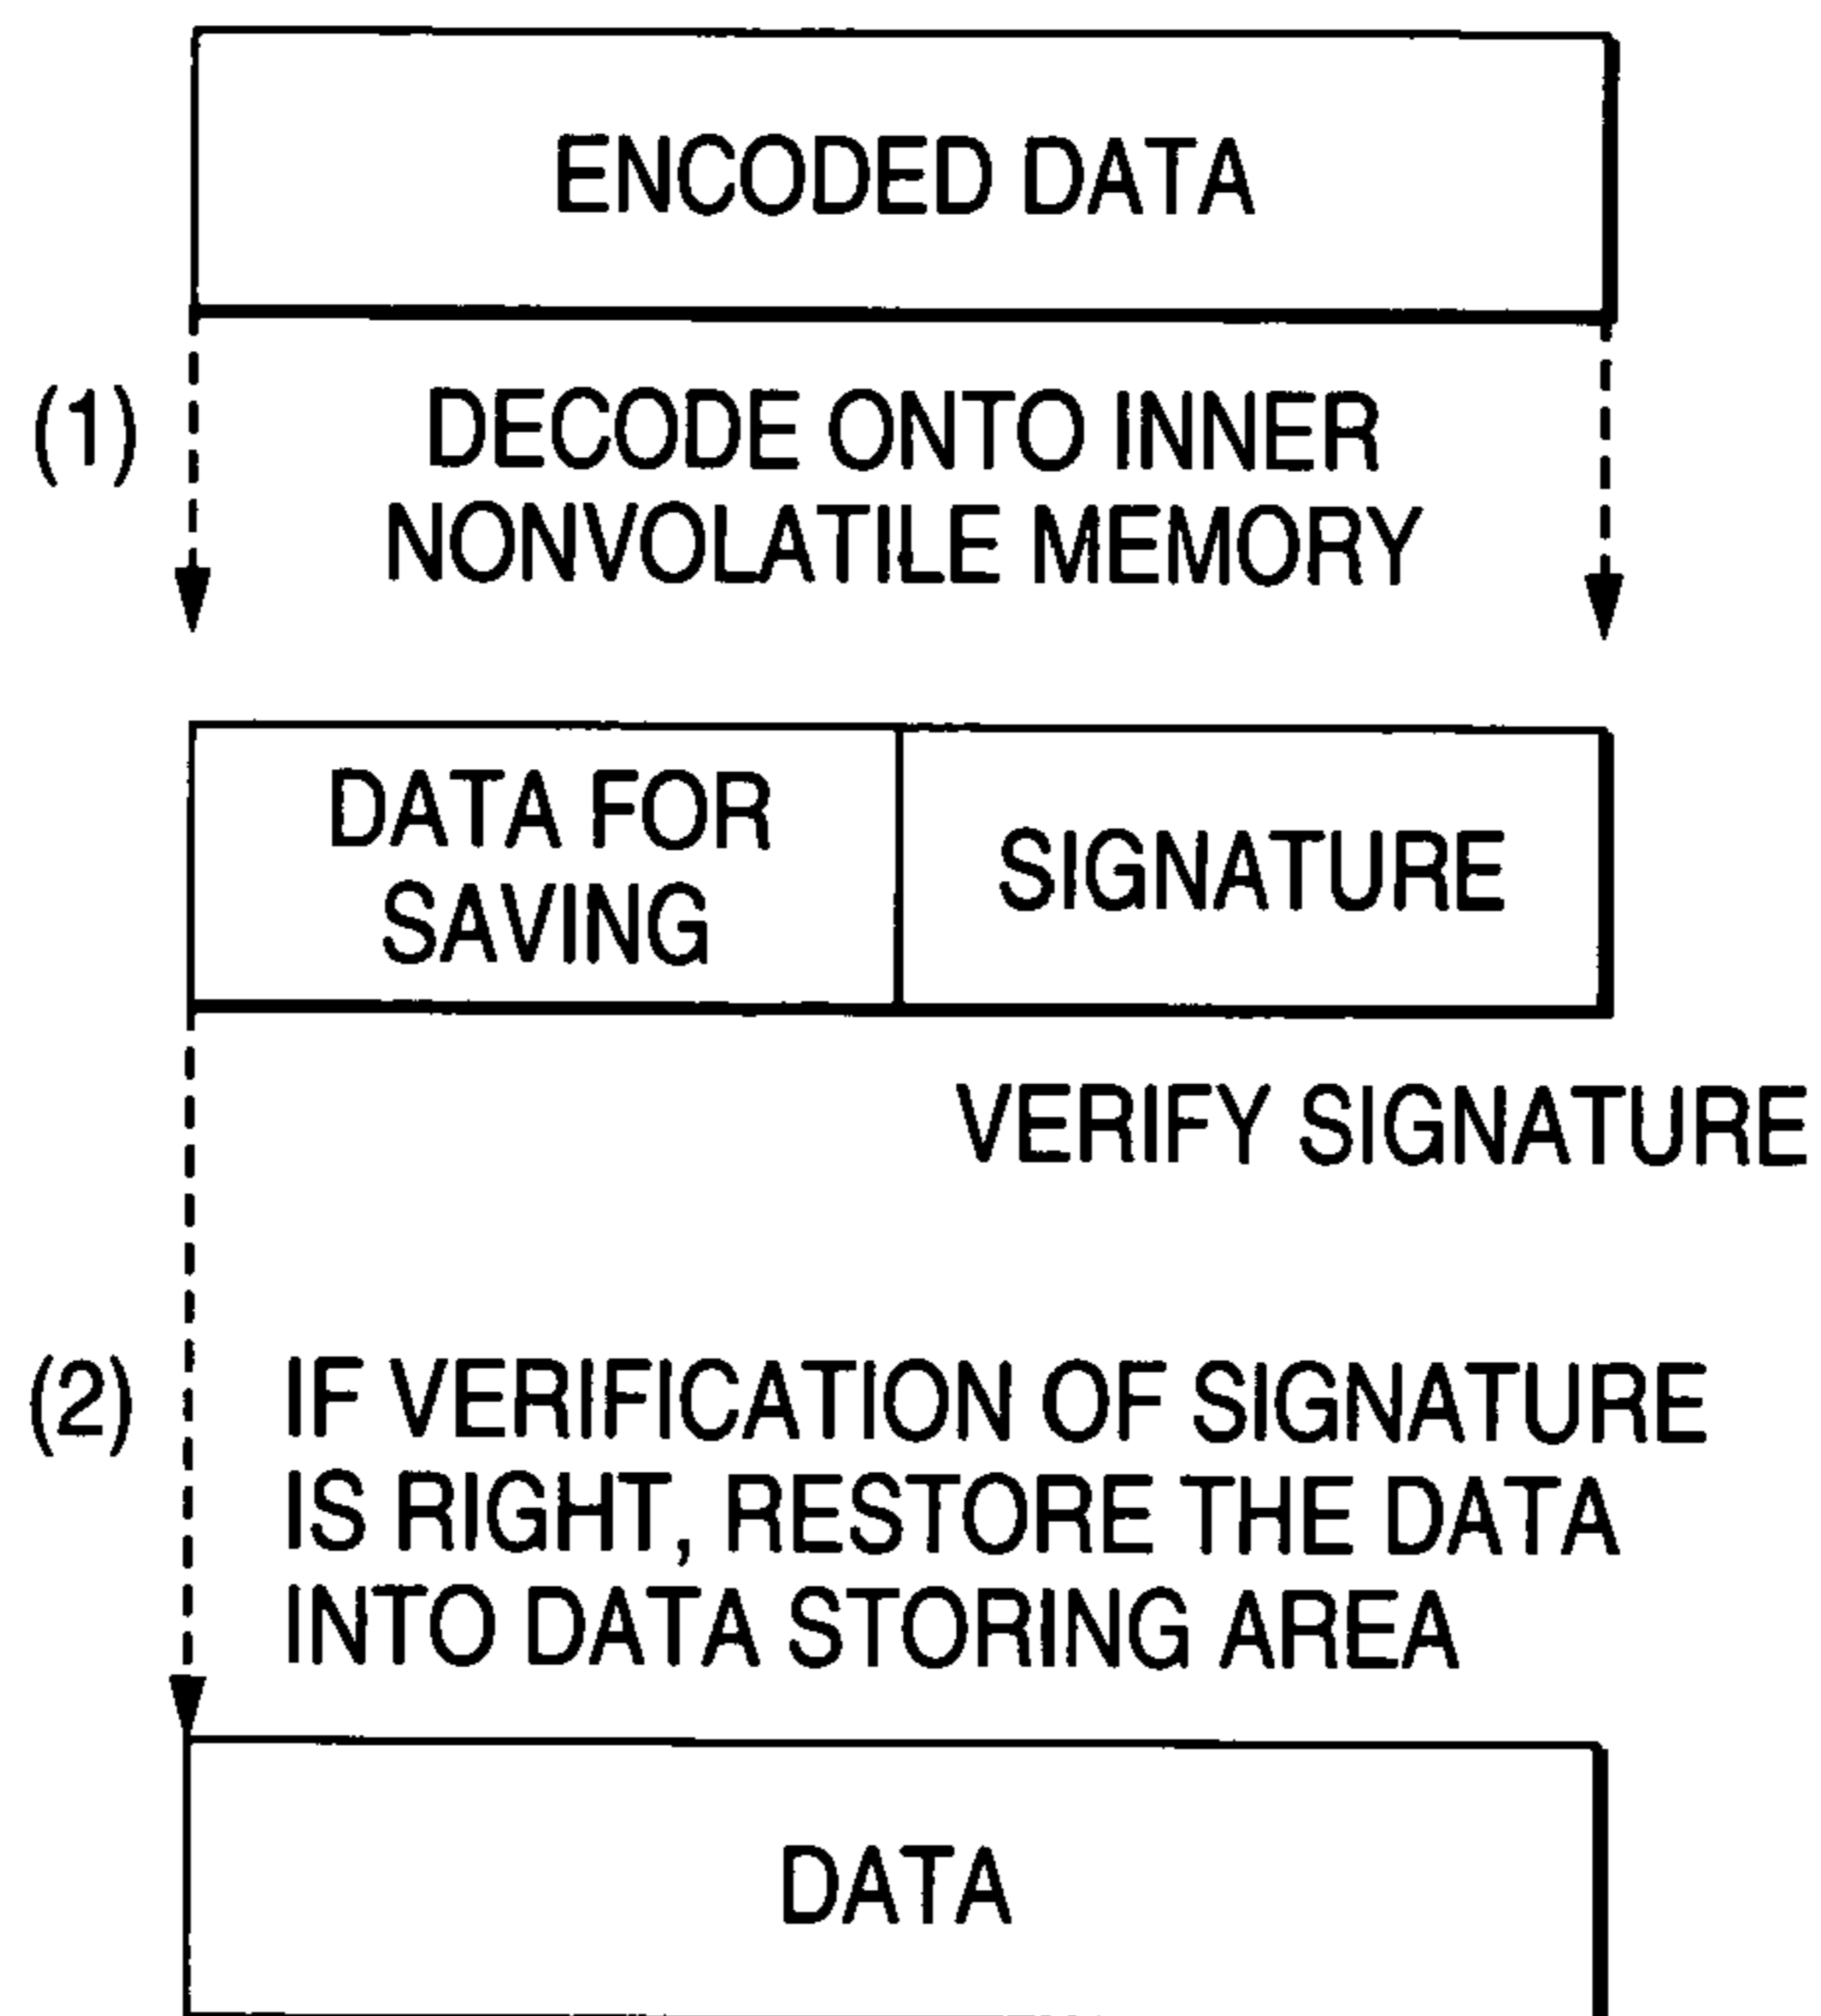 ENCODED DATA
(1) DECODE ONTO INNER
NONVOLATILE MEMORY
DATA FOR
SAVING
SIGNATURE
VERIFY SIGNATURE
(2) IF VERIFICATION OF SIGNATURE
IS RIGHT, RESTORE THE DATA
INTO DATA STORING AREA
DATA